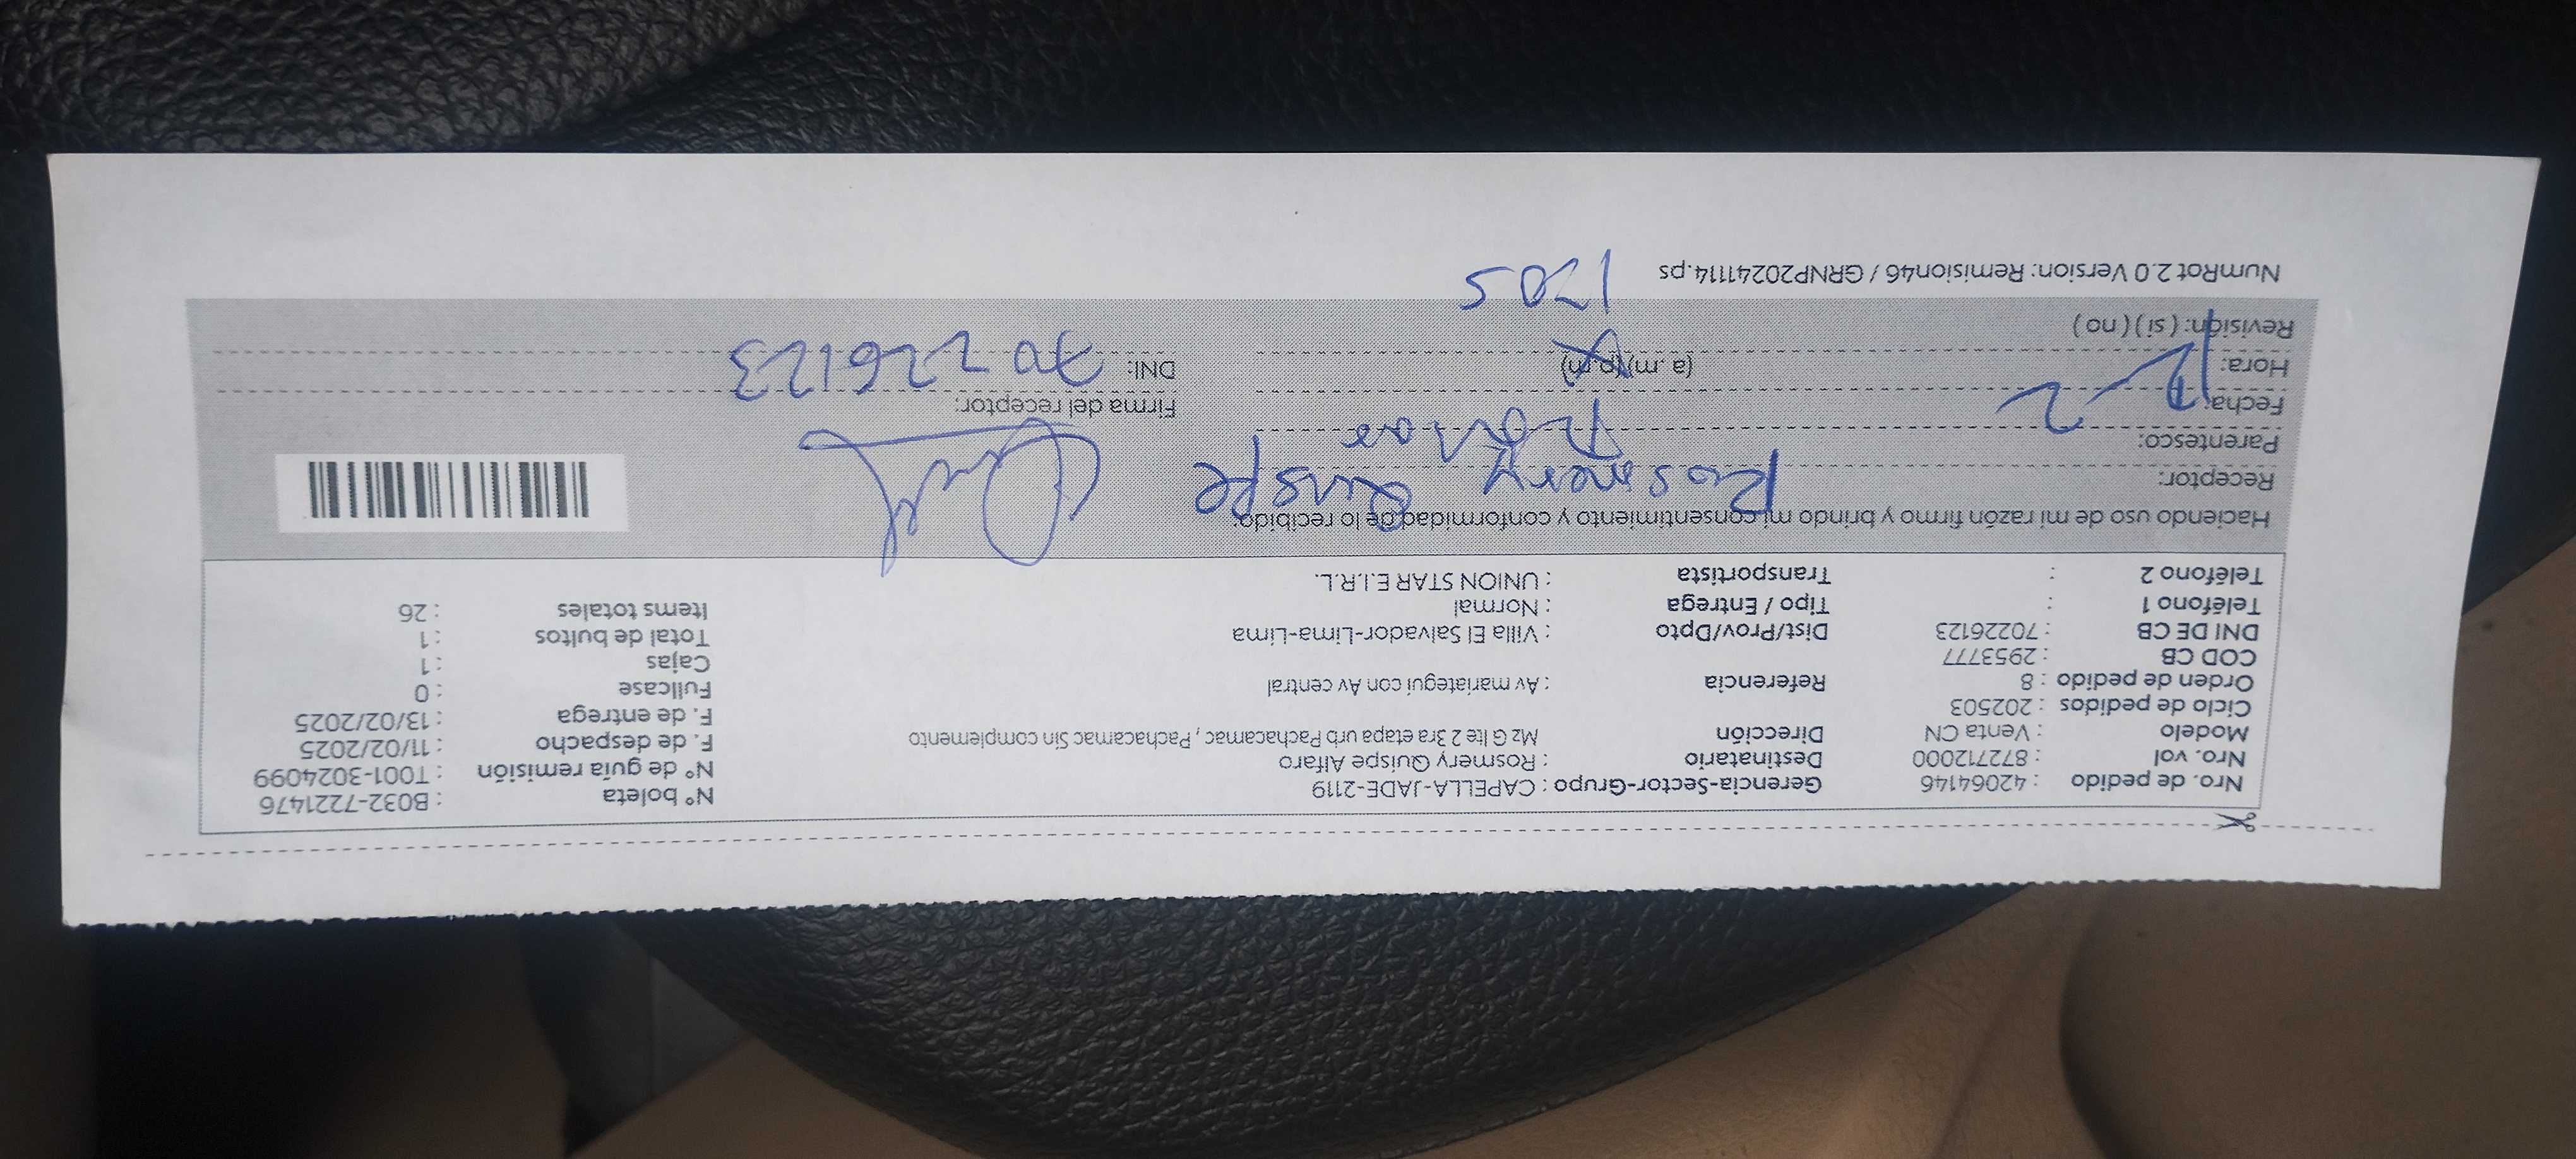 Nro. de pedido : 42064146 Gerencia-Sector-Grupo : CAPELLA-JADE-2119 N° boleta : B032-7221476
Nro. vol : 872712000 Destinatario : Rosmery Quispe Alfaro N° de guía remisión : T001-3024099
Modelo : Venta CN Dirección Mz G lte 2 3ra etapa urb Pachacamac , Pachacamac Sin complemento F. de despacho : 11/02/2025
Ciclo de pedidos : 202503 F. de entrega : 13/02/2025
Orden de pedido : 8 Referencia : Av mariategui con Av central Fullcase : 0
COD CB : 2953777 Cajas : 1
DNI DE CB : 70226123 Dist/Prov/Dpto : Villa El Salvador-Lima-Lima Total de bultos : 1
Teléfono 1 : Tipo / Entrega : Normal Items totales : 26
Teléfono 2 : Transportista : UNION STAR E.I.R.L.
Haciendo uso de mi razón firmo y brindo mi consentimiento y conformidad de lo recibido:
Receptor: Rosmery Quispe
Parentesco:
Fecha: Firma del receptor:
Hora: (a.m)(p.m) DNI: 70226123
Revisión: ( si ) ( no )
1205
NumRot 2.0 Version: Remision46 / GRNP20241114.ps